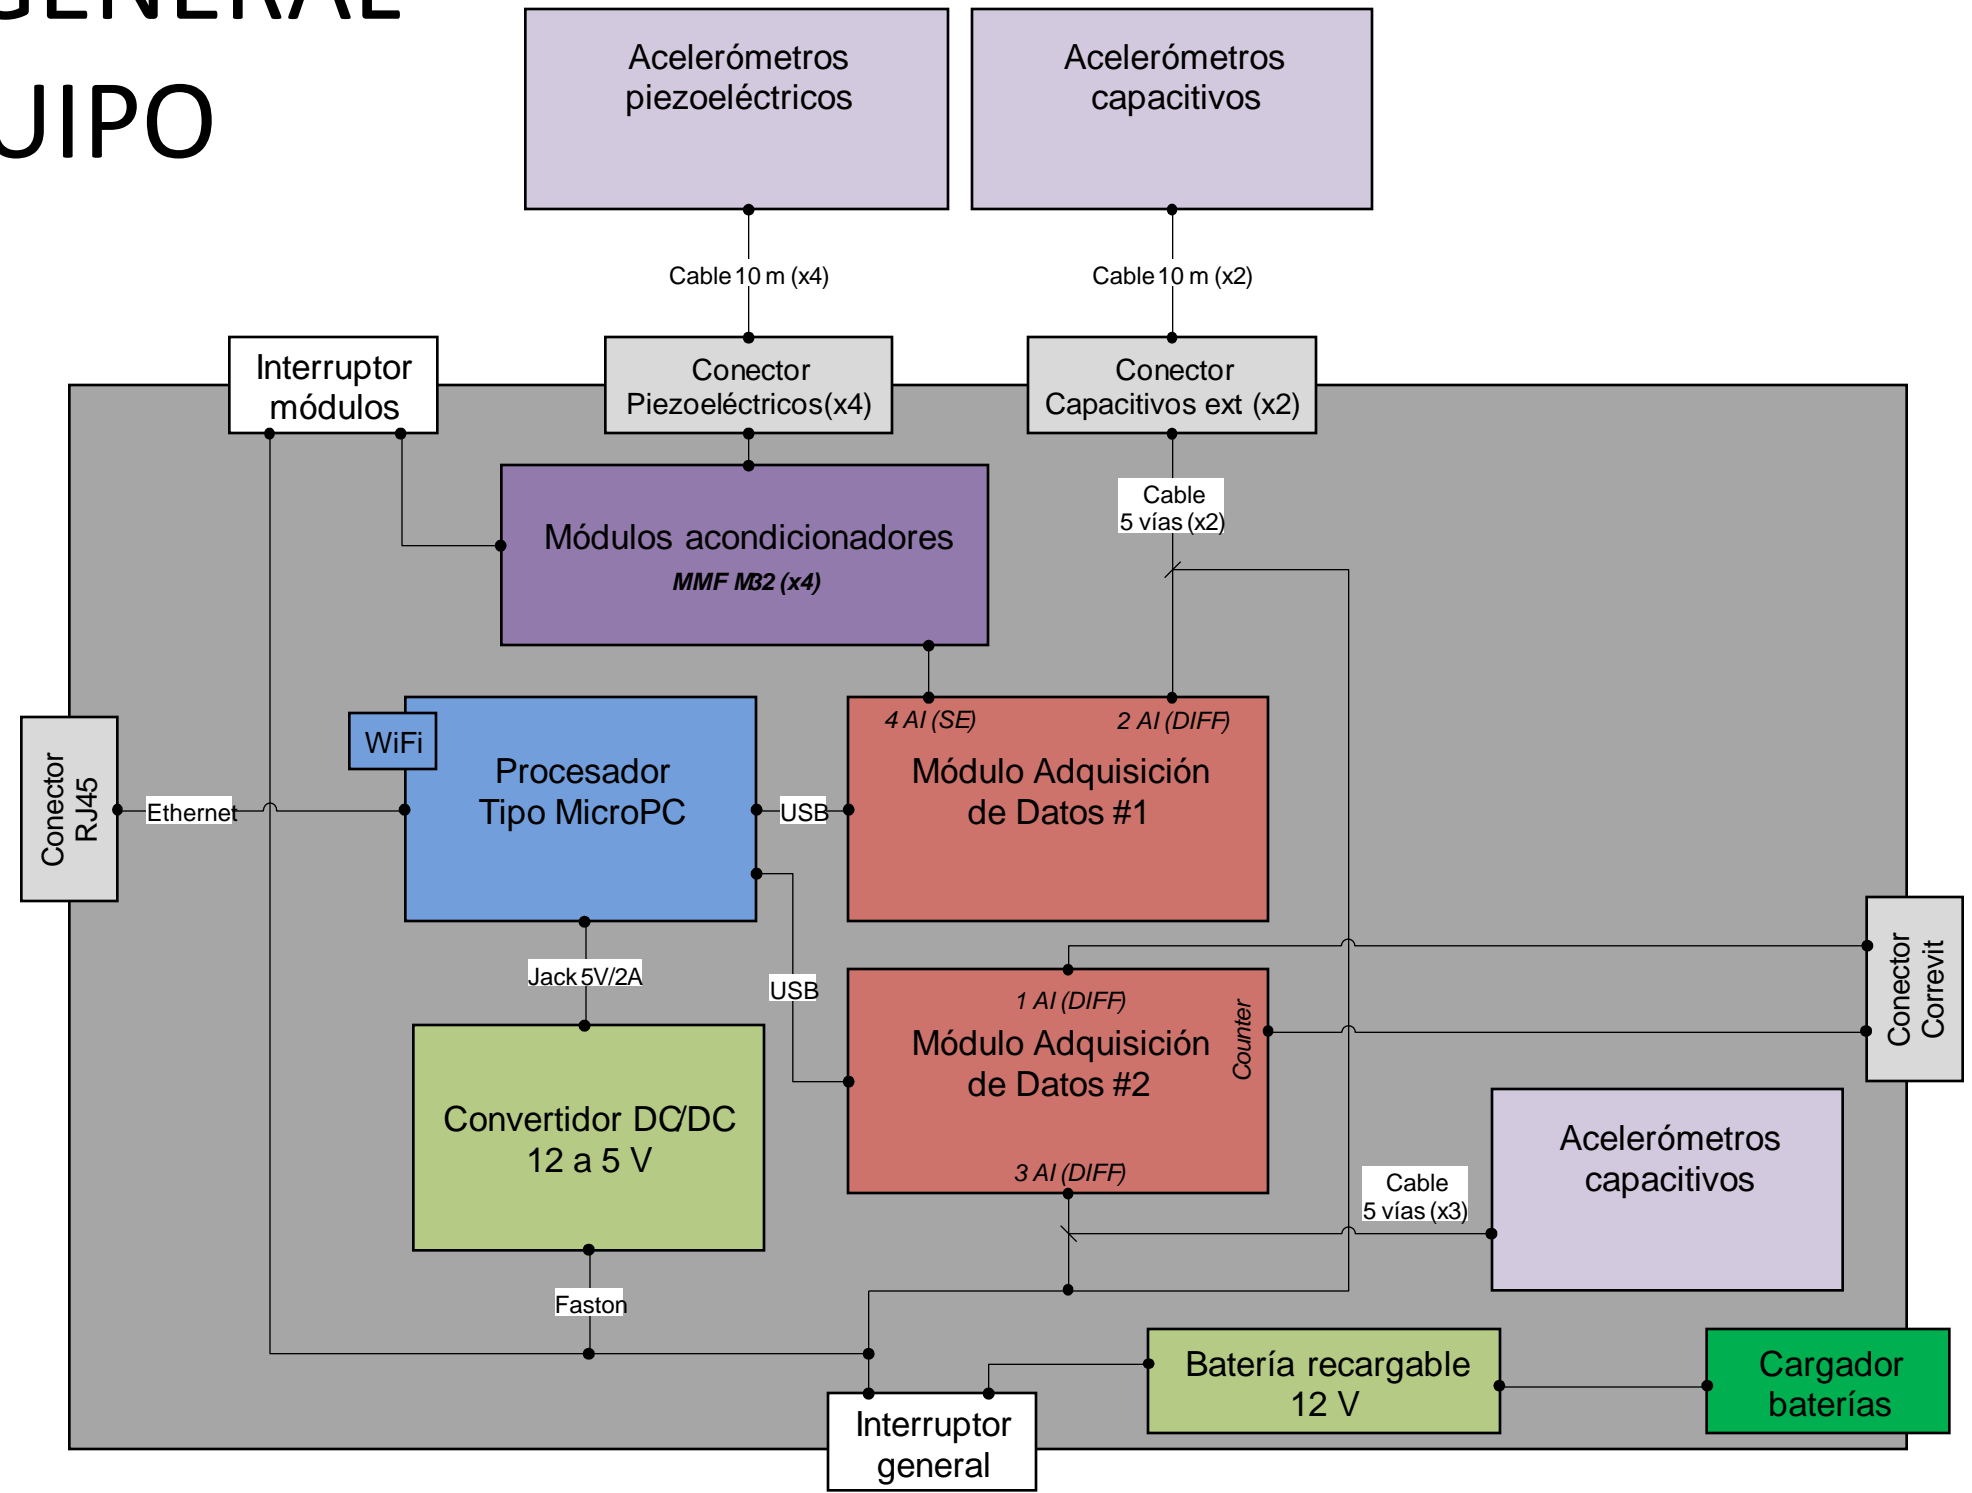 GENERAL
UIPO
Acelerómetros
piezoeléctricos
Acelerómetros
capacitivos
Cable 10 m (x4)
Cable 10 m (x2)
Interruptor
módulos
Conector
Piezoeléctricos (x4)
Conector
Capacitivos ext (x2)
Cable
5 vías (x2)
Módulos acondicionadores
MMF M32 (x4)
WiFi
Procesador
Tipo MicroPC
4 AI (SE)
2 AI (DIFF)
Módulo Adquisición
de Datos #1
Conector
RJ45
Ethernet
USB
Jack 5V/2A
USB
1 AI (DIFF)
Módulo Adquisición
de Datos #2
Counter
3 AI (DIFF)
Conector
Correvit
Convertidor DC/DC
12 a 5 V
Acelerómetros
capacitivos
Cable
5 vías (x3)
Faston
Batería recargable
12 V
Cargador
baterías
Interruptor
general